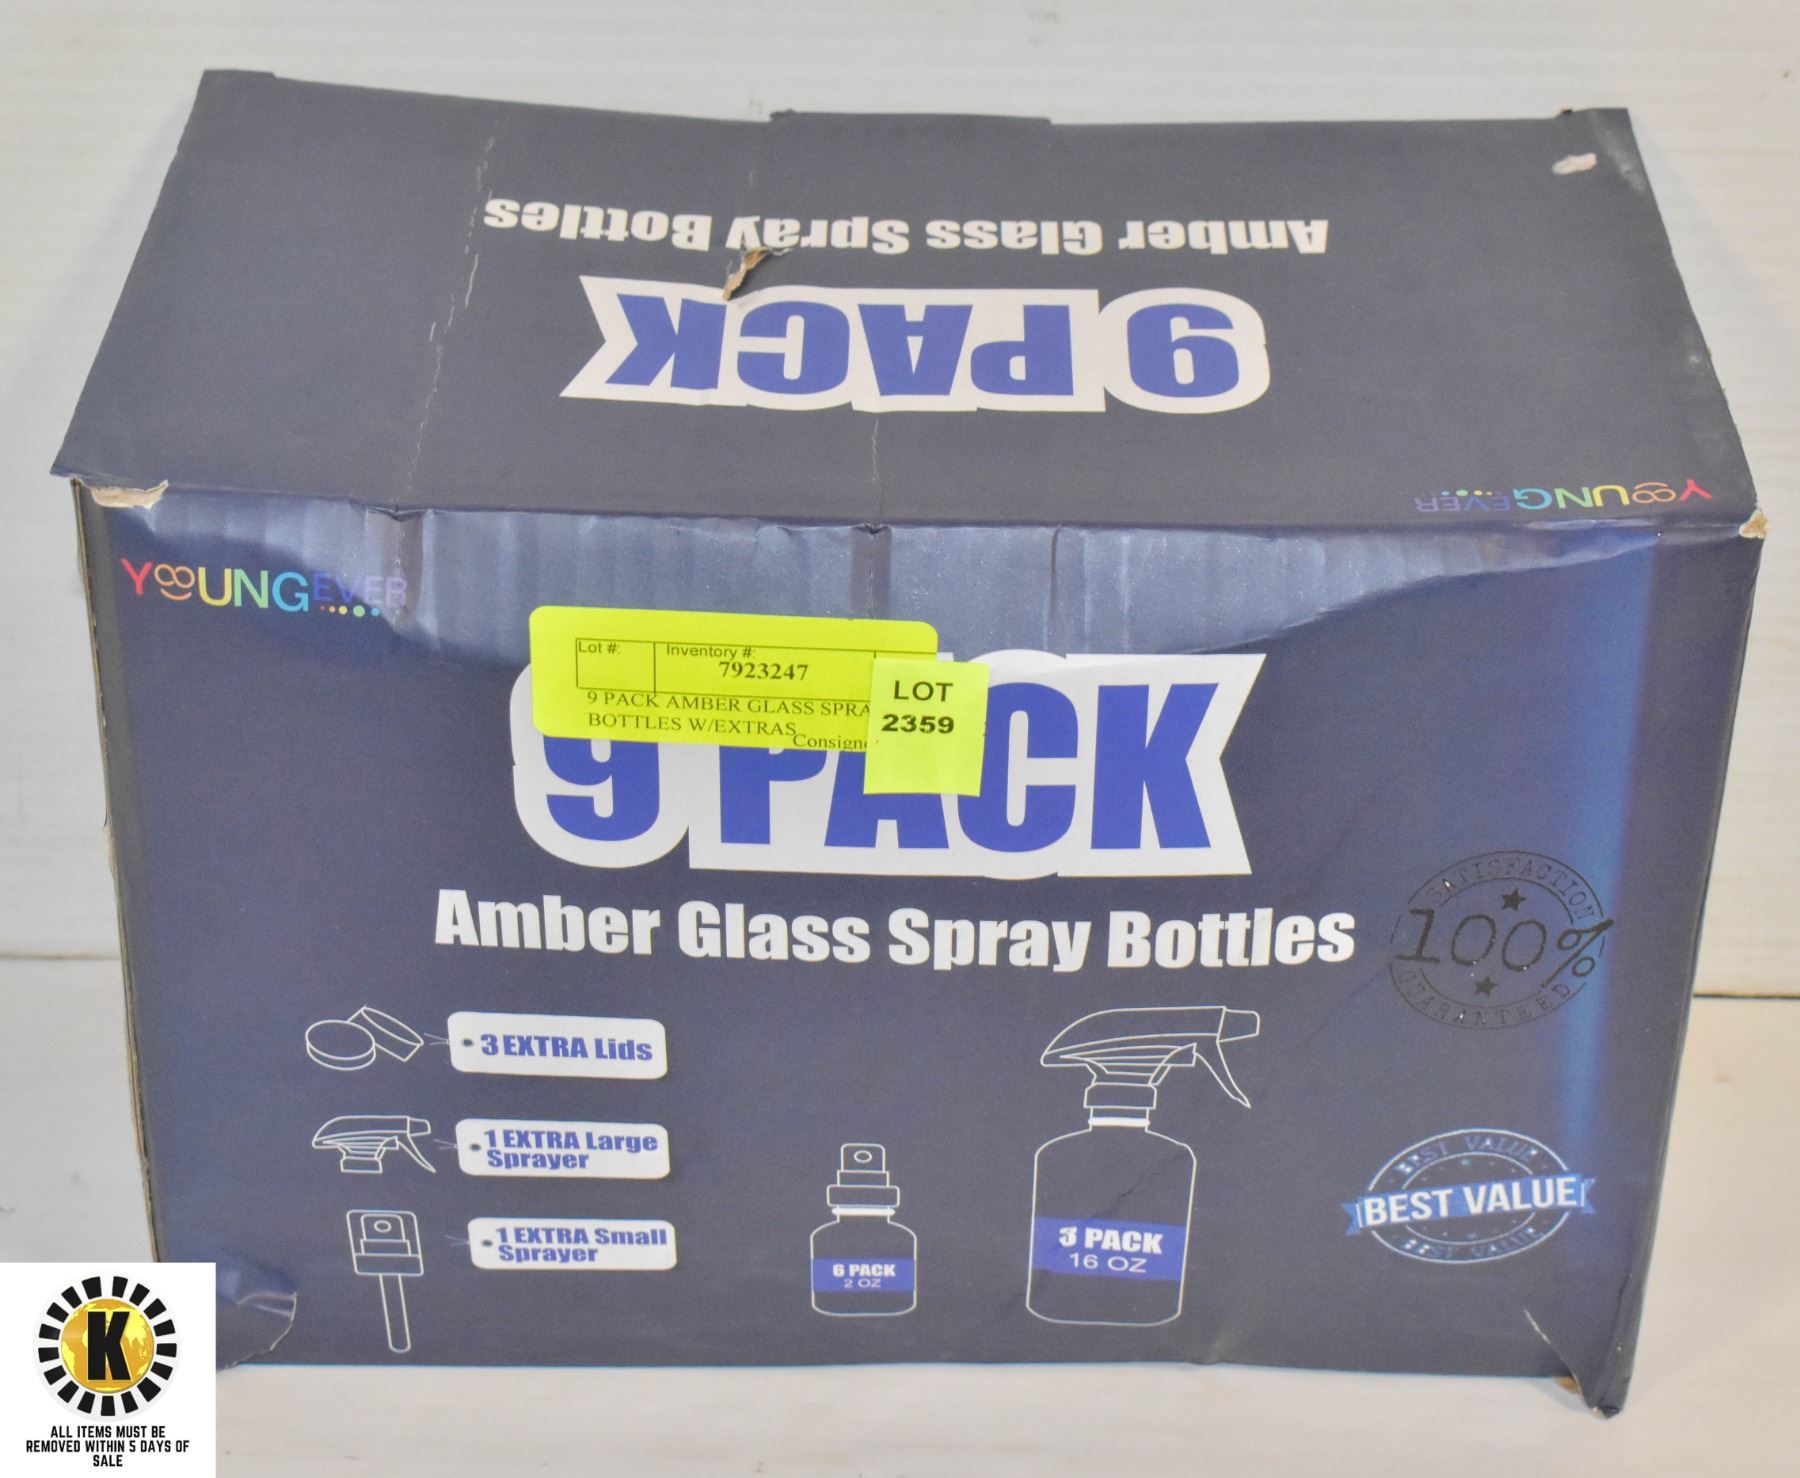 Amber Glass Spray Bottles
9 PACK
YOUNGEVER
YOUNGEVER
Lot #:
Inventory #:
7923247
9 PACK AMBER GLASS SPRA
BOTTLES W/EXTRAS
Consign
LOT
2359
9 PACK
Amber Glass Spray Bottles
SATISFACTION
100%
GUARANTEED
3 EXTRA Lids
1 EXTRA Large
Sprayer
1 EXTRA Small
Sprayer
6 PACK
2 OZ
3 PACK
16 OZ
BEST VALUE
BEST VALUE
BEST VALUE
K
ALL ITEMS MUST BE
REMOVED WITHIN 5 DAYS OF
SALE